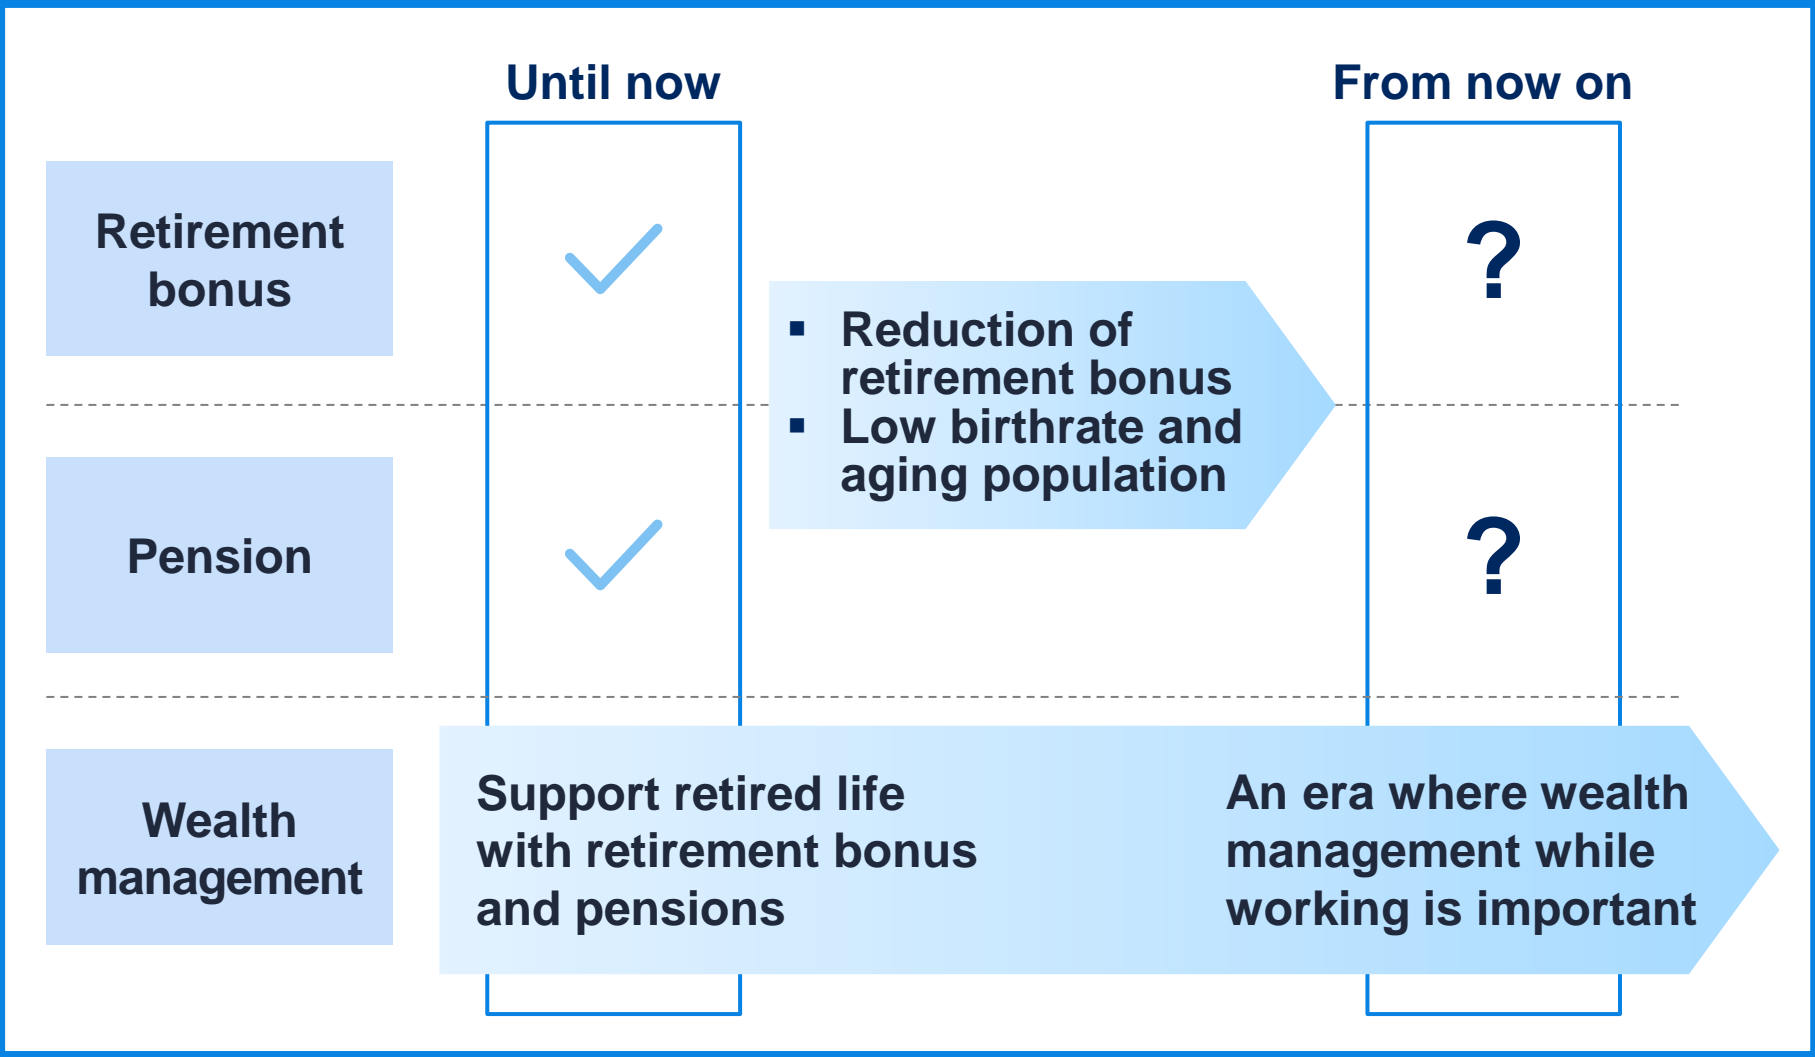 Until now
From now on
Retirement
bonus
?
▪ Reduction of
retirement bonus
▪ Low birthrate and
aging population
Pension
?
Wealth
management
Support retired life
with retirement bonus
and pensions
An era where wealth
management while
working is important